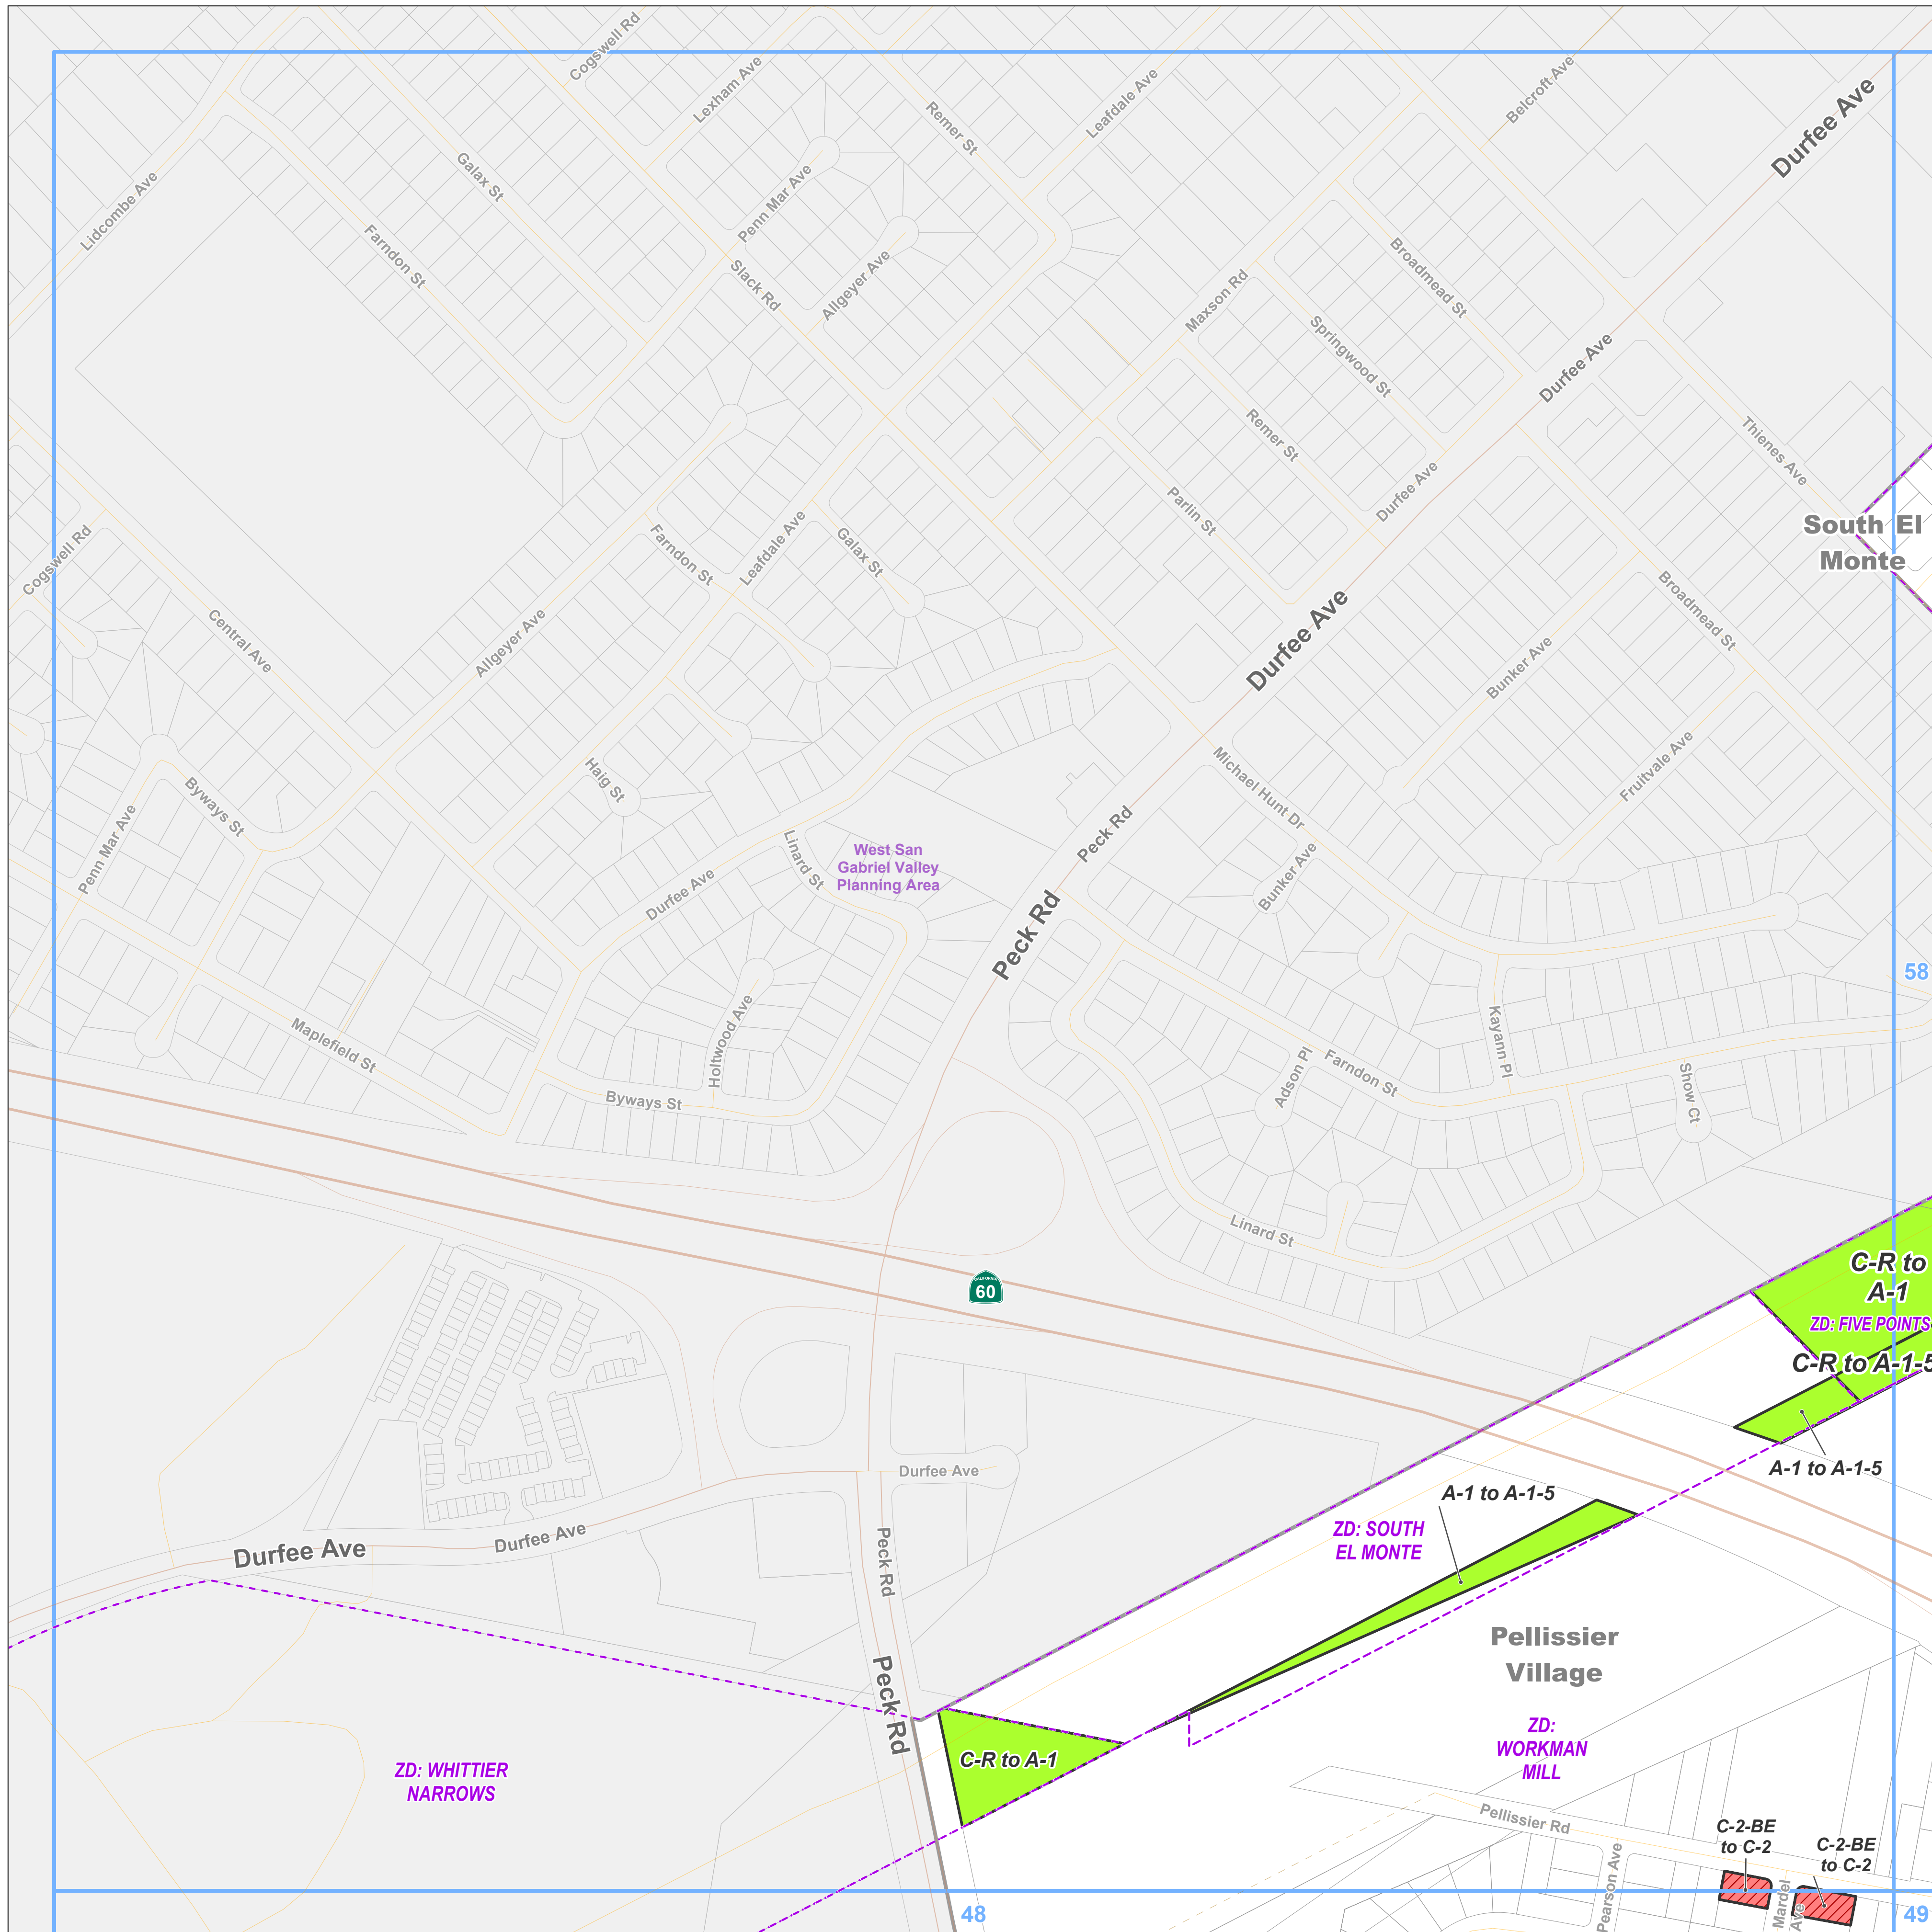 Cogswell Rd
Lexham Ave
Remer St
Leafdale Ave
Belcroft Ave
Durfee Ave
Lidcombe Ave
Galax St
Penn Mar Ave
Farndon St
Slack Rd
Allgeyer Ave
Maxson Rd
Broadmead St
Springwood St
Durfee Ave
Remer St
Thienes Ave
Parlin St
Durfee Ave
South El
Monte
Cogswell Rd
Central Ave
Allgeyer Ave
Farndon St
Leafdale Ave
Galax St
Durfee Ave
Bunker Ave
Broadmead St
Penn Mar Ave
Byways St
Haig St
Linard St
Durfee Ave
West San
Gabriel Valley
Planning Area
Peck Rd
Michael Hunt Dr
Fruitvale Ave
Bunker Ave
Peck Rd
58
Maplefield St
Holtwood Ave
Byways St
Adson Pl
Farndon St
Kayann Pl
Show Ct
Linard St
CALIFORNIA
60
C-R to
A-1
ZD: FIVE POINTS
C-R to A-1-5
A-1 to A-1-5
Durfee Ave
A-1 to A-1-5
ZD: SOUTH
EL MONTE
Durfee Ave
Durfee Ave
Peck Rd
Pellissier
Village
Peck Rd
C-R to A-1
ZD: WHITTIER
NARROWS
ZD:
WORKMAN
MILL
Pellissier Rd
C-2-BE
to C-2
C-2-BE
to C-2
Pearson Ave
Mardel
Ave
48
49